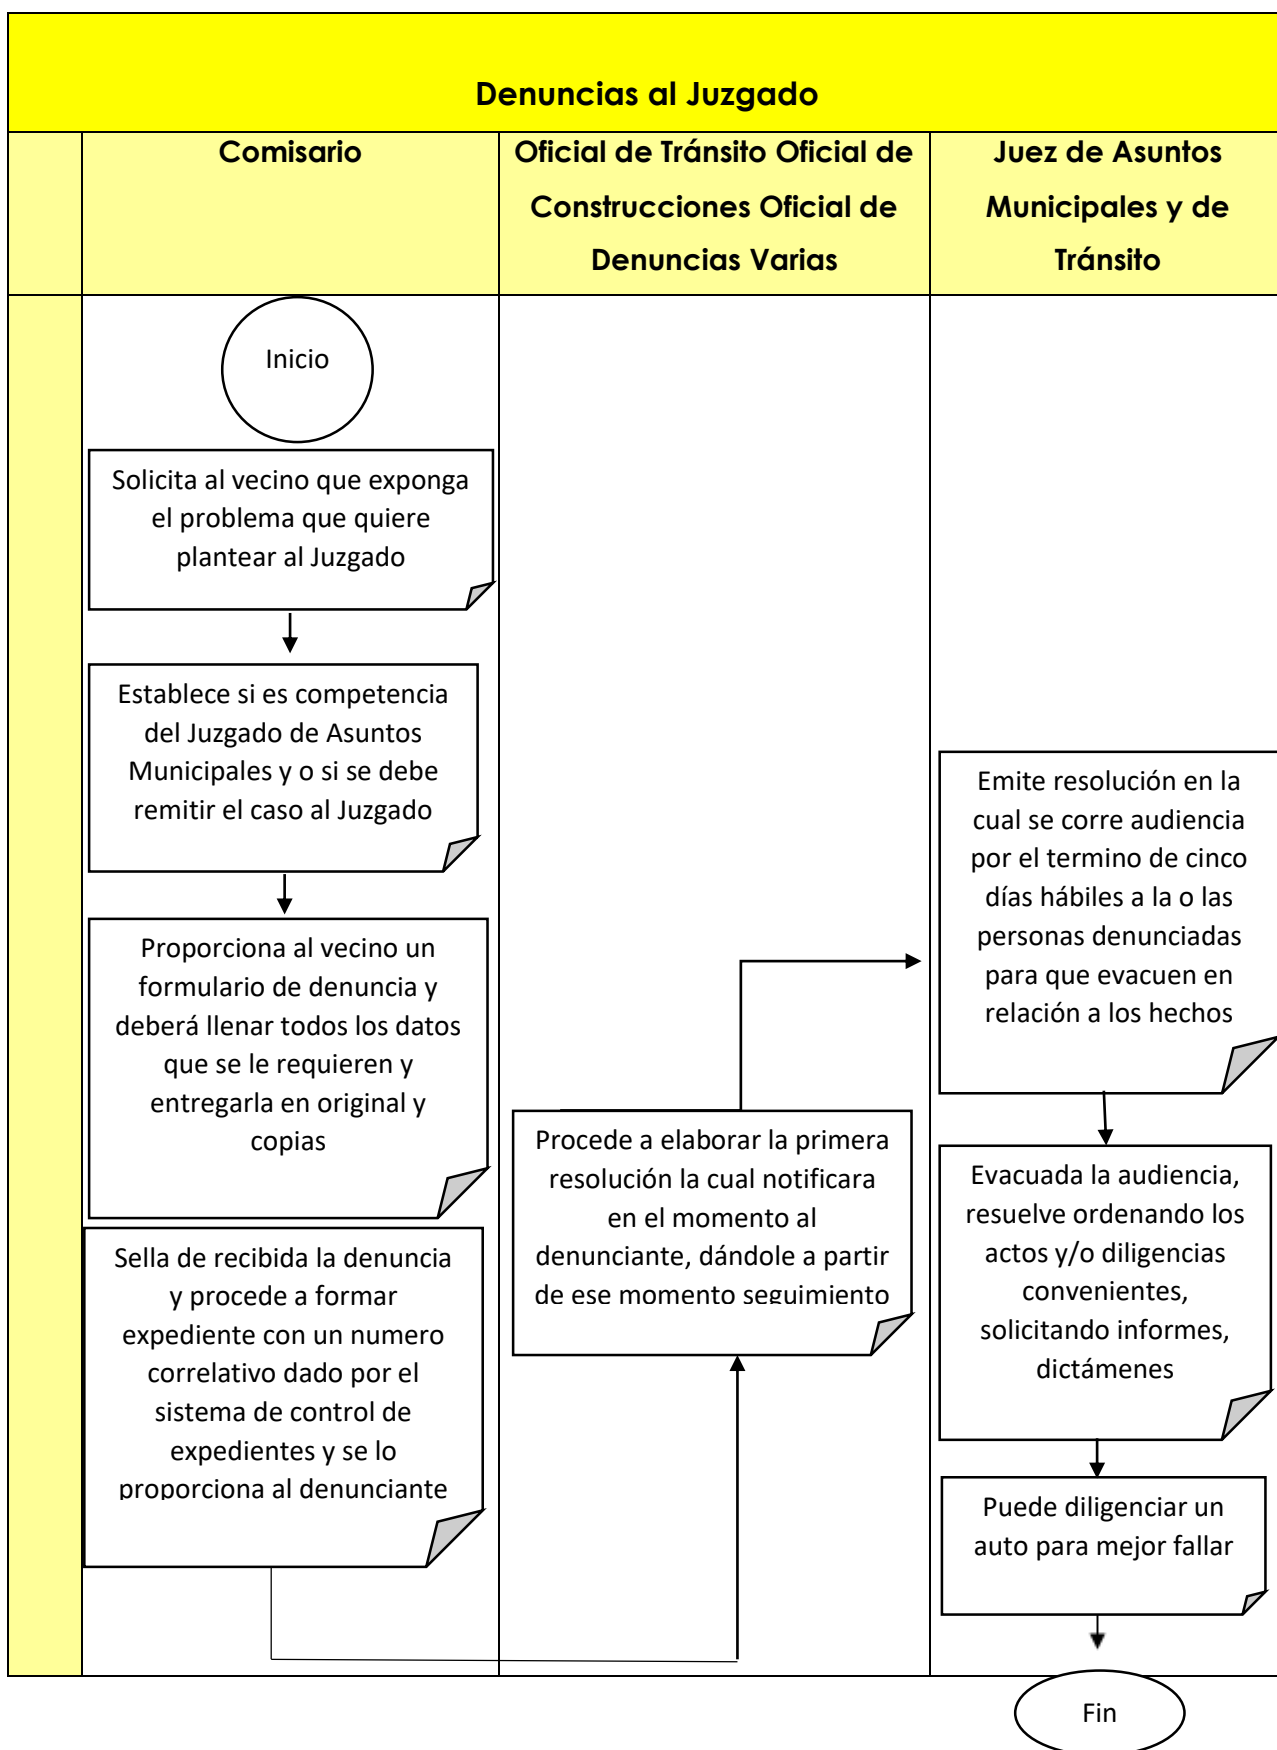 Denuncias al Juzgado
Comisario
Oficial de Tránsito Oficial de
Construcciones Oficial de
Denuncias Varias
Juez de Asuntos
Municipales y de
Tránsito
Inicio
Solicita al vecino que exponga
el problema que quiere
plantear al Juzgado
Establece si es competencia
del Juzgado de Asuntos
Municipales y o si se debe
remitir el caso al Juzgado
Proporciona al vecino un
formulario de denuncia y
deberá llenar todos los datos
que se le requieren y
entregarla en original y
copias
Sella de recibida la denuncia
y procede a formar
expediente con un numero
correlativo dado por el
sistema de control de
expedientes y se lo
proporciona al denunciante
Procede a elaborar la primera
resolución la cual notificara
en el momento al
denunciante, dándole a partir
de ese momento seguimiento
Emite resolución en la
cual se corre audiencia
por el termino de cinco
días hábiles a la o las
personas denunciadas
para que evacuen en
relación a los hechos
Evacuada la audiencia,
resuelve ordenando los
actos y/o diligencias
convenientes,
solicitando informes,
dictámenes
Puede diligenciar un
auto para mejor fallar
Fin